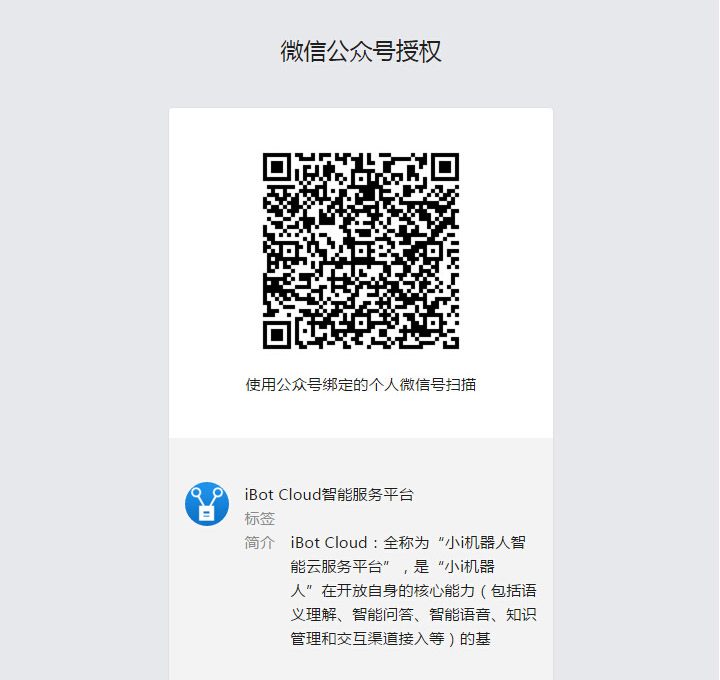 微信公众号授权
使用公众号绑定的个人微信号扫描
iBot Cloud智能服务平台
标签
简介 iBot Cloud：全称为“小i机器人智
能云服务平台”，是“小i机器
人”在开放自身的核心能力（包括语
义理解、智能问答、智能语音、知识
管理和交互渠道接入等）的基